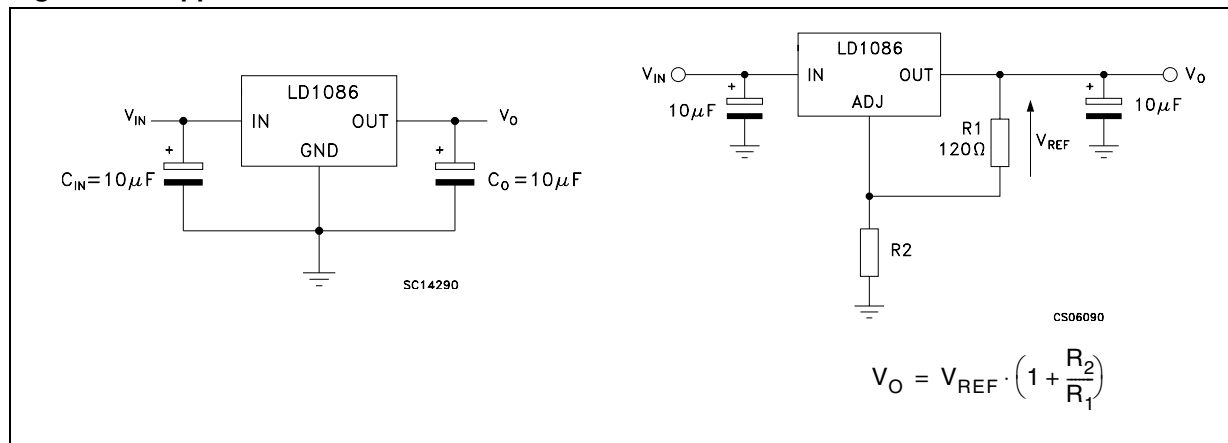 LD1086
V_IN
IN
OUT
V_O
GND
+
+
C_IN=10µF
C_O=10µF
SC14290
LD1086
V_IN
IN
OUT
V_O
ADJ
+
+
10µF
R1
120Ω
V_REF
10µF
R2
CS06090
V_O = V_REF · (1 + R_2/R_1)